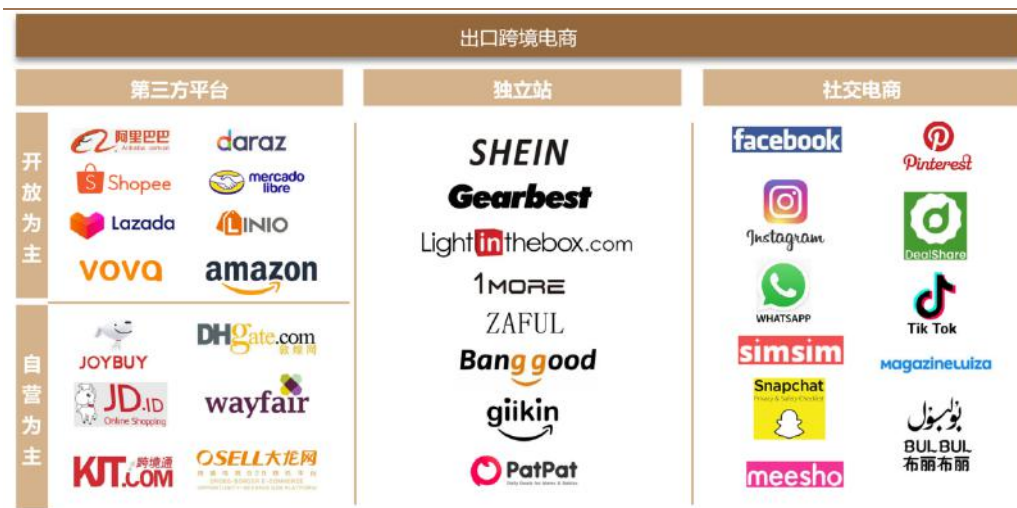 出口跨境电商
第三方平台
独立站
社交电商
开放为主
阿里巴巴
Alibaba.com
daraz
Shopee
mercado
libre
Lazada
LINIO
vova
amazon
自营为主
JOYBUY
DHgate.com
敦煌网
JD.ID
Online Shopping
wayfair
KJT.COM
跨境通
OSELL大龙网
SHEIN
Gearbest
Lightinthebox.com
1MORE
ZAFUL
Banggood
giikin
PatPat
facebook
Pinterest
Instagram
DealShare
WHATSAPP
Tik Tok
simsim
magazineluiza
Snapchat
بولبول
BULBUL
布丽布丽
meesho